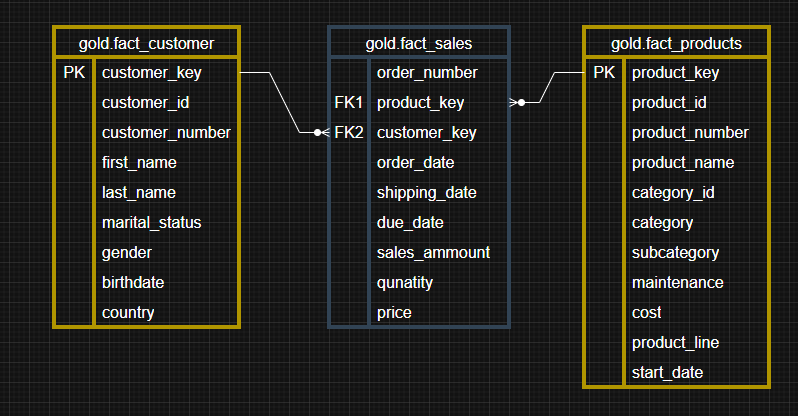 gold.fact_customer
PK customer_key
customer_id
customer_number
first_name
last_name
marital_status
gender
birthdate
country
gold.fact_sales
order_number
FK1 product_key
FK2 customer_key
order_date
shipping_date
due_date
sales_ammount
qunatity
price
gold.fact_products
PK product_key
product_id
product_number
product_name
category_id
category
subcategory
maintenance
cost
product_line
start_date